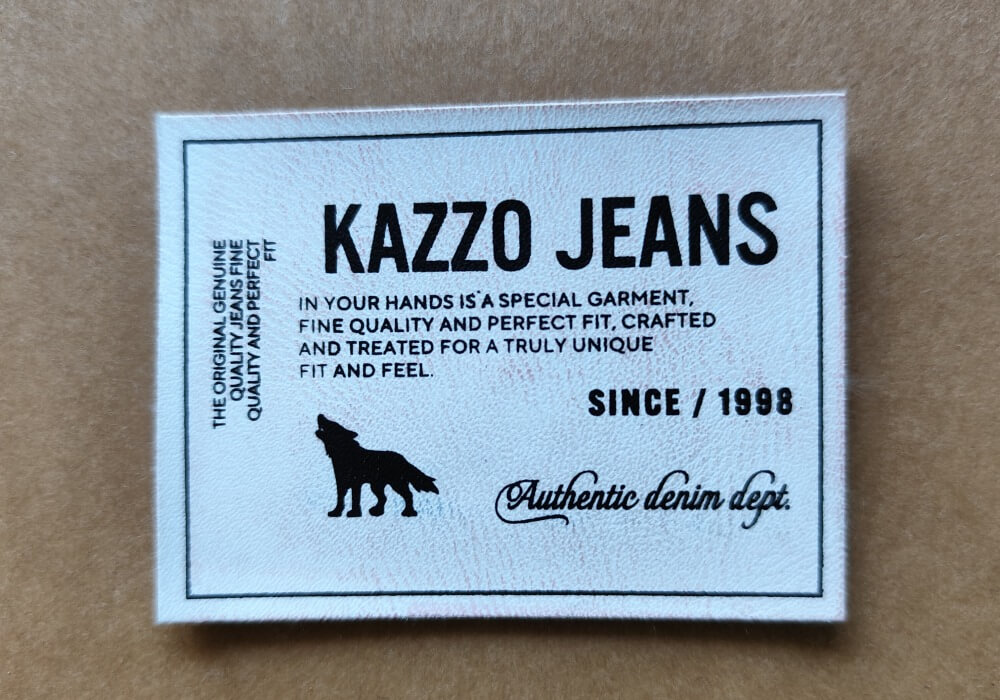 KAZZO JEANS
IN YOUR HANDS IS A SPECIAL GARMENT,
FINE QUALITY AND PERFECT FIT, CRAFTED
AND TREATED FOR A TRULY UNIQUE
FIT AND FEEL.
SINCE / 1998
Authentic denim dept.
THE ORIGINAL GENUINE
QUALITY JEANS FINE
QUALITY AND PERFECT
FIT